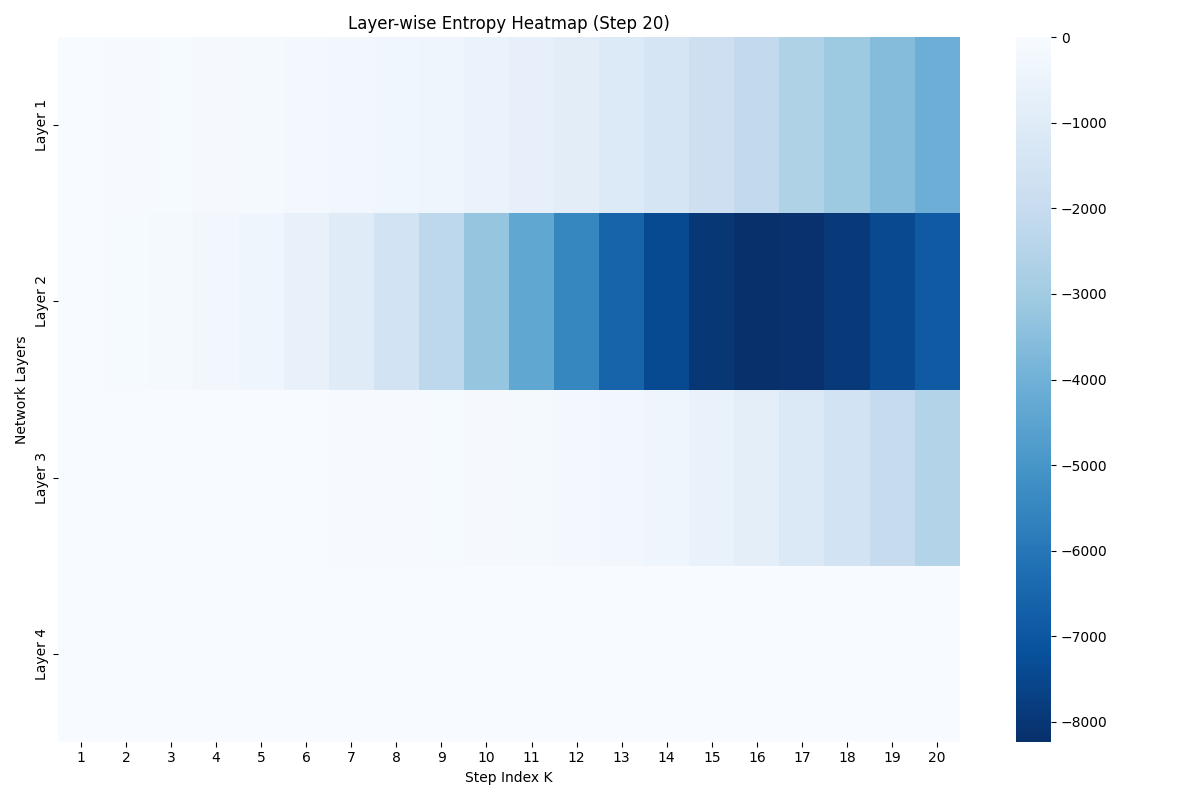 Layer-wise Entropy Heatmap (Step 20)
Network Layers
Layer 1
Layer 2
Layer 3
Layer 4
1 2 3 4 5 6 7 8 9 10 11 12 13 14 15 16 17 18 19 20
Step Index K
0
−1000
−2000
−3000
−4000
−5000
−6000
−7000
−8000